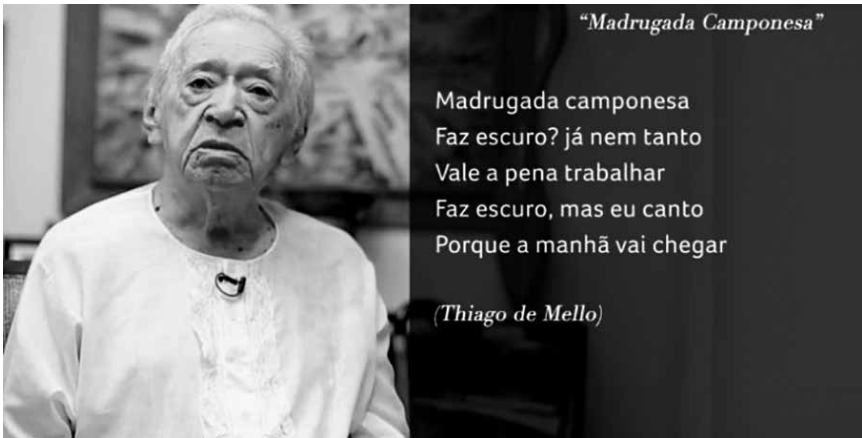 “Madrugada Camponesa”
Madrugada camponesa
Faz escuro? já nem tanto
Vale a pena trabalhar
Faz escuro, mas eu canto
Porque a manhã vai chegar
(Thiago de Mello)